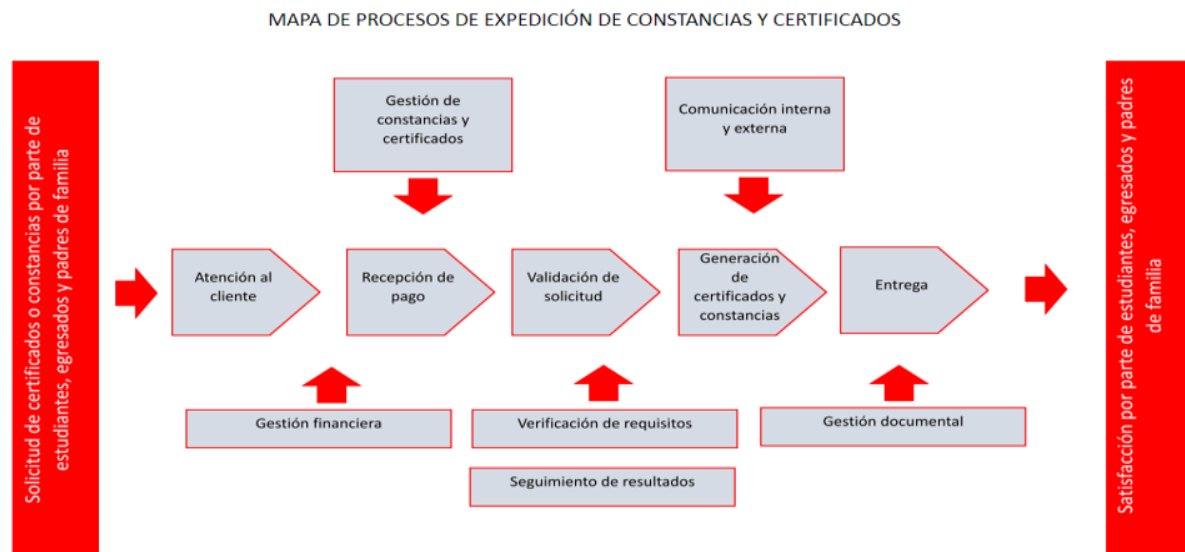 MAPA DE PROCESOS DE EXPEDICIÓN DE CONSTANCIAS Y CERTIFICADOS
Solicitud de certificados o constancias por parte de
estudiantes, egresados y padres de familia
Gestión de
constancias y
certificados
Comunicación interna
y externa
Atención al
cliente
Recepción de
pago
Validación de
solicitud
Generación
de
certificados y
constancias
Entrega
Gestión financiera
Verificación de requisitos
Gestión documental
Seguimiento de resultados
Satisfacción por parte de estudiantes, egresados y padres
de familia